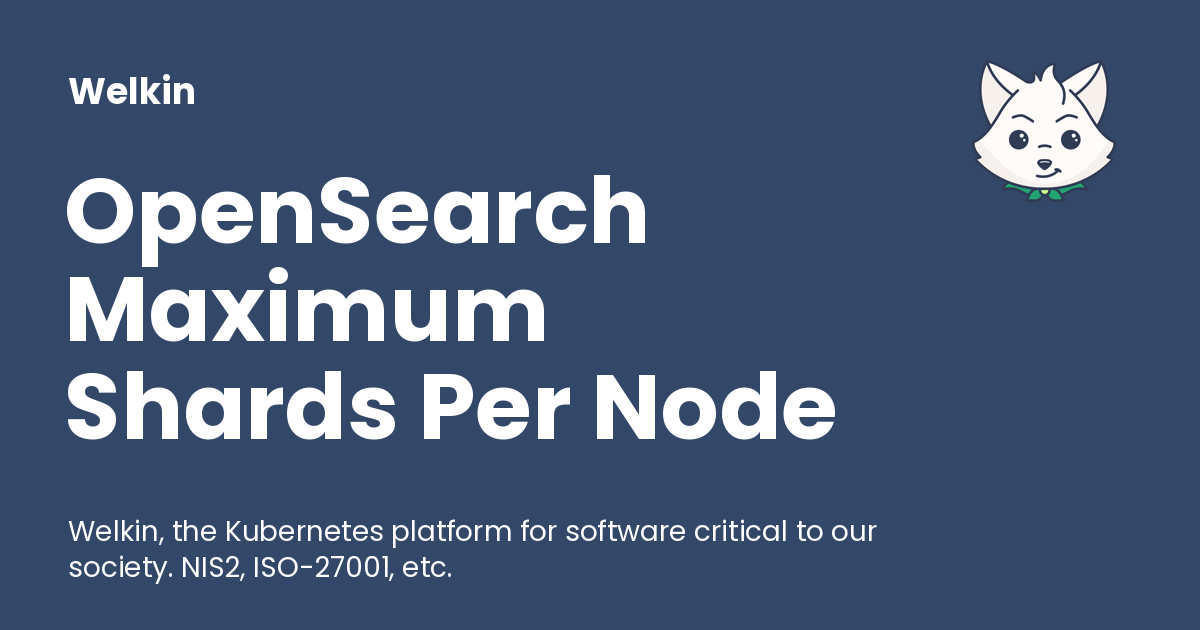 Welkin
OpenSearch
Maximum
Shards Per Node
Welkin, the Kubernetes platform for software critical to our
society. NIS2, ISO-27001, etc.